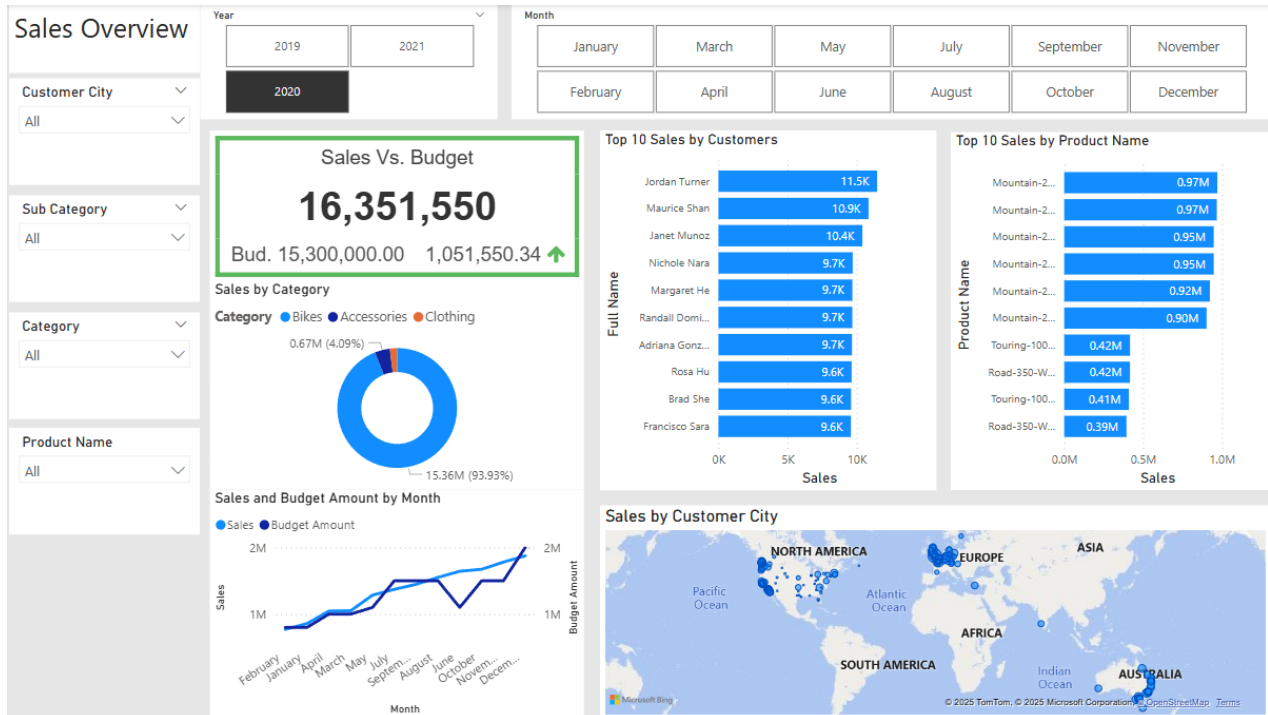 Sales Overview
Year
2019
2021
2020
Month
January
March
May
July
September
November
February
April
June
August
October
December
Customer City
All
Sub Category
All
Category
All
Product Name
All
Sales Vs. Budget
16,351,550
Bud. 15,300,000.00 1,051,550.34
Sales by Category
Category Bikes Accessories Clothing
0.67M (4.09%)
15.36M (93.93%)
Sales and Budget Amount by Month
Sales Budget Amount
2M
1M
Sales
2M
1M
Budget Amount
February
January
April
March
May
July
Septem...
August
June
October
Novem...
Decem...
Month
Top 10 Sales by Customers
Full Name
Jordan Turner 11.5K
Maurice Shan 10.9K
Janet Munoz 10.4K
Nichole Nara 9.7K
Margaret He 9.7K
Randall Domi... 9.7K
Adriana Gonz... 9.7K
Rosa Hu 9.6K
Brad She 9.6K
Francisco Sara 9.6K
0K 5K 10K
Sales
Top 10 Sales by Product Name
Product Name
Mountain-2... 0.97M
Mountain-2... 0.97M
Mountain-2... 0.95M
Mountain-2... 0.95M
Mountain-2... 0.92M
Mountain-2... 0.90M
Touring-100... 0.42M
Road-350-W... 0.42M
Touring-100... 0.41M
Road-350-W... 0.39M
0.0M 0.5M 1.0M
Sales
Sales by Customer City
NORTH AMERICA
EUROPE
ASIA
Pacific
Ocean
Atlantic
Ocean
AFRICA
SOUTH AMERICA
Indian
Ocean
AUSTRALIA
Microsoft Bing
© 2025 TomTom, © 2025 Microsoft Corporation, © OpenStreetMap Terms